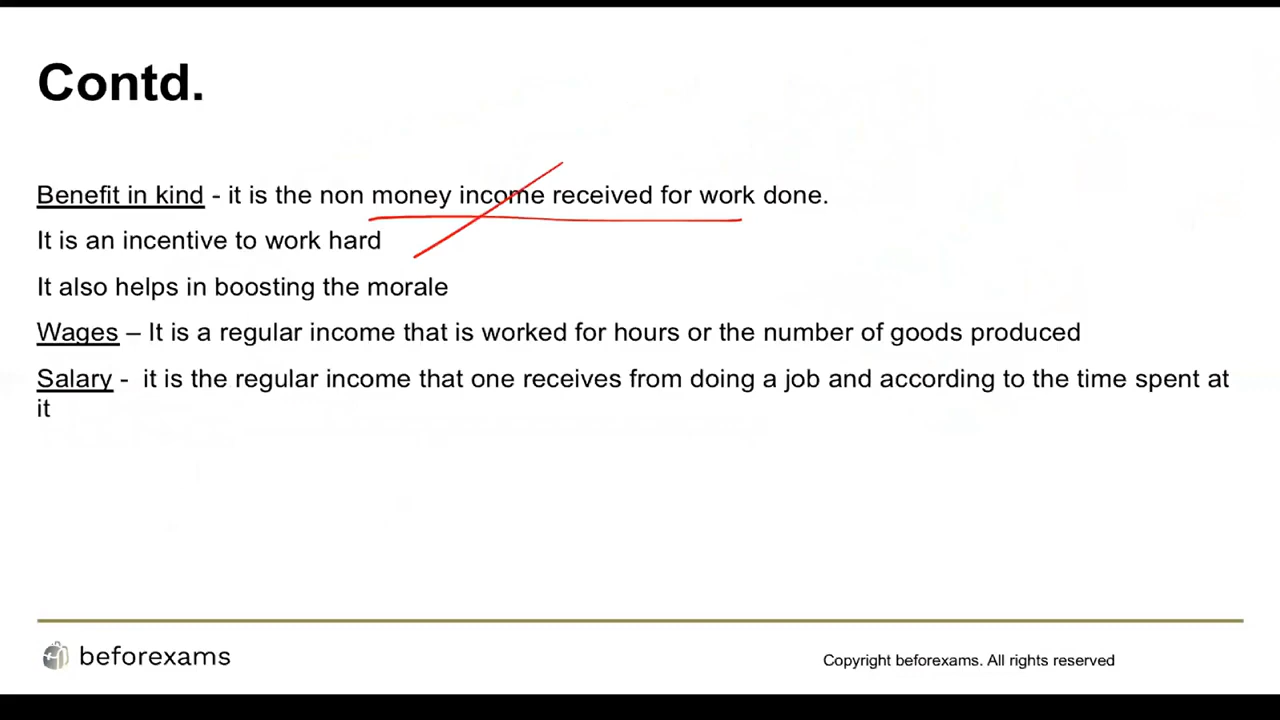 Contd.
Benefit in kind - it is the non money income received for work done.
It is an incentive to work hard
It also helps in boosting the morale
Wages – It is a regular income that is worked for hours or the number of goods produced
Salary - it is the regular income that one receives from doing a job and according to the time spent at
it
beforexams
Copyright beforexams. All rights reserved